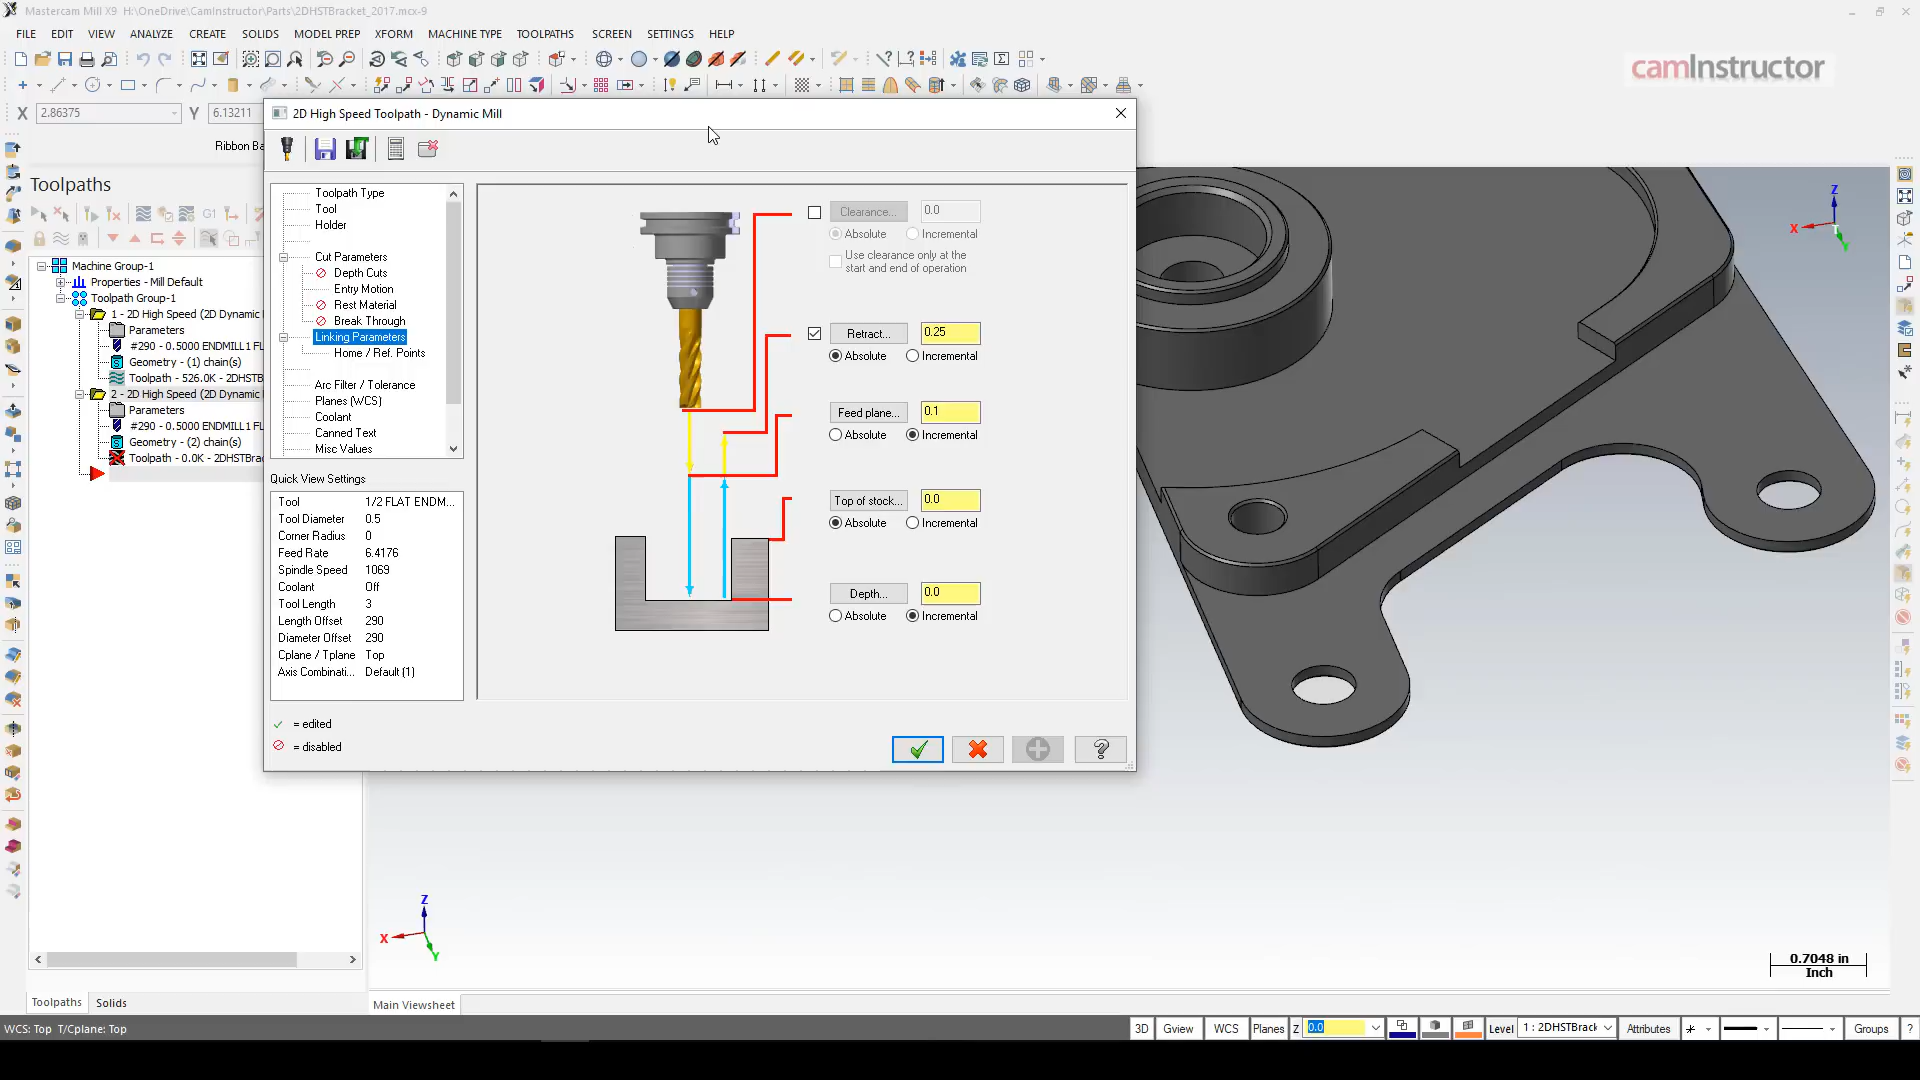 Mastercam Mill X9 H:\OneDrive\CamInstructor\Parts\2DHSTBracket_2017.mcx-9
FILE EDIT VIEW ANALYZE CREATE SOLIDS MODEL PREP XFORM MACHINE TYPE TOOLPATHS SCREEN SETTINGS HELP
camInstructor
X 2.86375 Y 6.13211
2D High Speed Toolpath - Dynamic Mill
Ribbon Ba
Toolpaths
G1
Machine Group-1
Properties - Mill Default
Toolpath Group-1
1 - 2D High Speed (2D Dynamic
Parameters
#290 - 0.5000 ENDMILL1 FL
Geometry - (1) chain(s)
Toolpath - 526.0K - 2DHSTB
2 - 2D High Speed (2D Dynamic
Parameters
#290 - 0.5000 ENDMILL1 FL
Geometry - (2) chain(s)
Toolpath - 0.0K - 2DHSTBra
Toolpath Type
Tool
Holder
Cut Parameters
Depth Cuts
Entry Motion
Rest Material
Break Through
Linking Parameters
Home / Ref. Points
Arc Filter / Tolerance
Planes (WCS)
Coolant
Canned Text
Misc Values
Quick View Settings
Tool 1/2 FLAT ENDM...
Tool Diameter 0.5
Corner Radius 0
Feed Rate 6.4176
Spindle Speed 1069
Coolant Off
Tool Length 3
Length Offset 290
Diameter Offset 290
Cplane / Tplane Top
Axis Combinati... Default (1)
= edited
= disabled
Clearance... 0.0
Absolute Incremental
Use clearance only at the
start and end of operation
Retract... 0.25
Absolute Incremental
Feed plane... 0.1
Absolute Incremental
Top of stock... 0.0
Absolute Incremental
Depth... 0.0
Absolute Incremental
Z
X
Y
Z
X
Y
0.7048 in
Inch
Toolpaths Solids
Main Viewsheet
WCS: Top T/Cplane: Top
3D Gview WCS Planes Z 0.0 Level 1 : 2DHSTBrack Attributes Groups ?